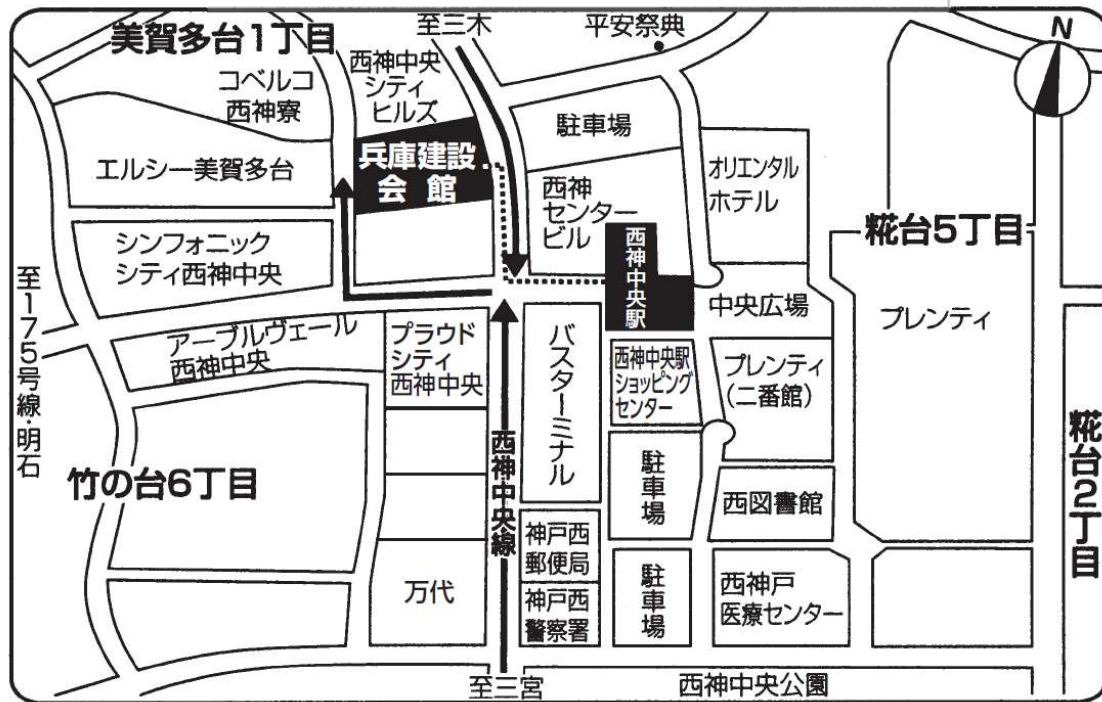 美賀多台1丁目
至三木
平安祭典
N
コベルコ
西神寮
西神中央
シティ
ヒルズ
駐車場
エルシー美賀多台
兵庫建設
会館
西神
センター
ビル
オリエンタル
ホテル
糀台5丁目
シンフォニック
シティ西神中央
西神中央駅
中央広場
プレンティ
至175号線・明石
アーブルヴェール
西神中央
プラウド
シティ
西神中央
バスターミナル
西神中央駅
ショッピング
センター
プレンティ
(二番館)
糀台2丁目
竹の台6丁目
西神中央線
駐車場
西図書館
神戸西
郵便局
万代
神戸西
警察署
駐車場
西神戸
医療センター
至三宮
西神中央公園